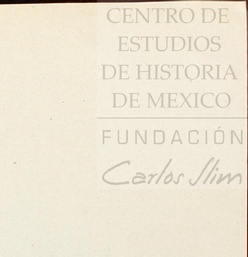 CENTRO DE
ESTUDIOS
DE HISTORIA
DE MEXICO
FUNDACIÓN
Carlos Slim